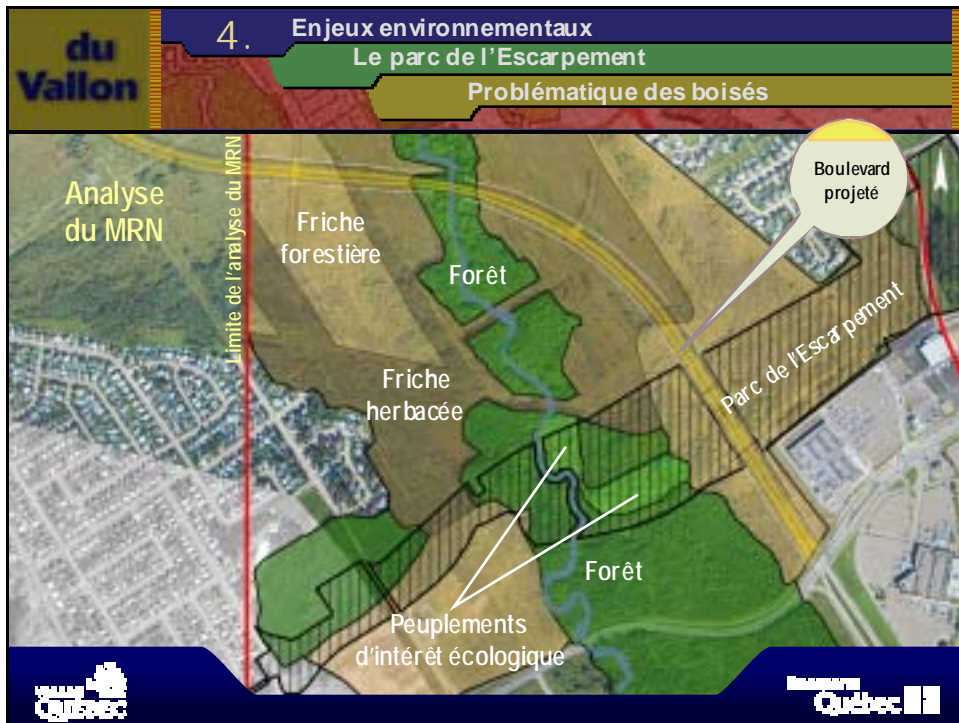 du
Vallon
4.
Enjeux environnementaux
Le parc de l'Escarpement
Problématique des boisés
Analyse
du MRN
Limite de l'analyse du MRN
Friche
forestière
Forêt
Boulevard
projeté
Parc de l'Escarpement
Friche
herbacée
Forêt
Peuplements
d'intérêt écologique
Québec
Québec